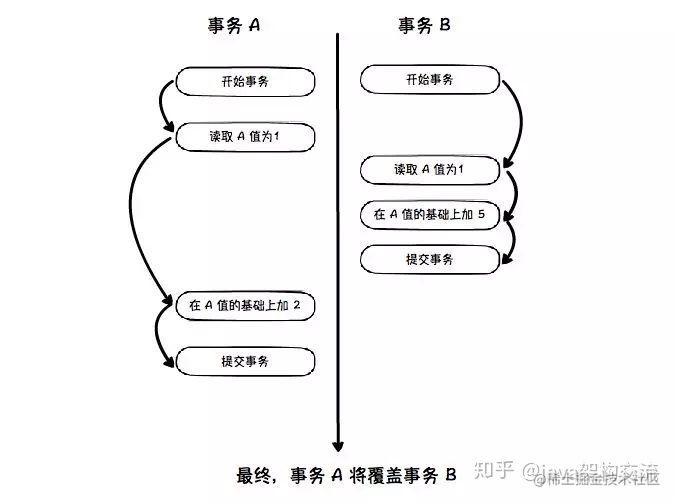 事务 A
事务 B
开始事务
开始事务
读取 A 值为1
读取 A 值为1
在 A 值的基础上加 5
提交事务
在 A 值的基础上加 2
提交事务
最终，事务 A 将覆盖事务 B
知乎 @java架构交流
@稀土掘金技术社区